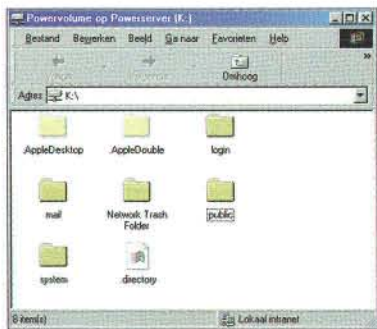 Powervolume op Powerserver (K:)
Bestand Bewerken Beeld Ga naar Favorieten Help
Omhoog
Adres K:\
.AppleDesktop .AppleDouble login
mail Network Trash Folder public
system .directory
8 item(s) Lokaal intranet